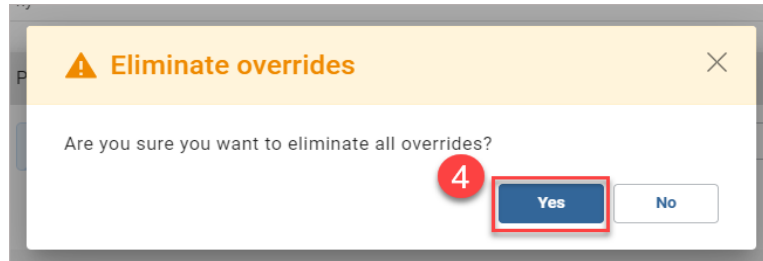 Eliminate overrides
P
Are you sure you want to eliminate all overrides?
4
Yes
No